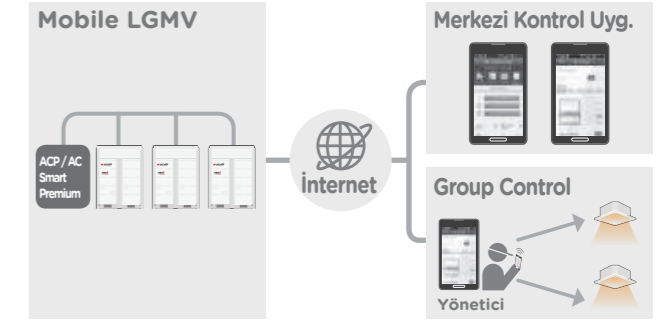 Mobile LGMV
ACP / AC
Smart
Premium
İnternet
Merkezi Kontrol Uyg.
Group Control
Yönetici